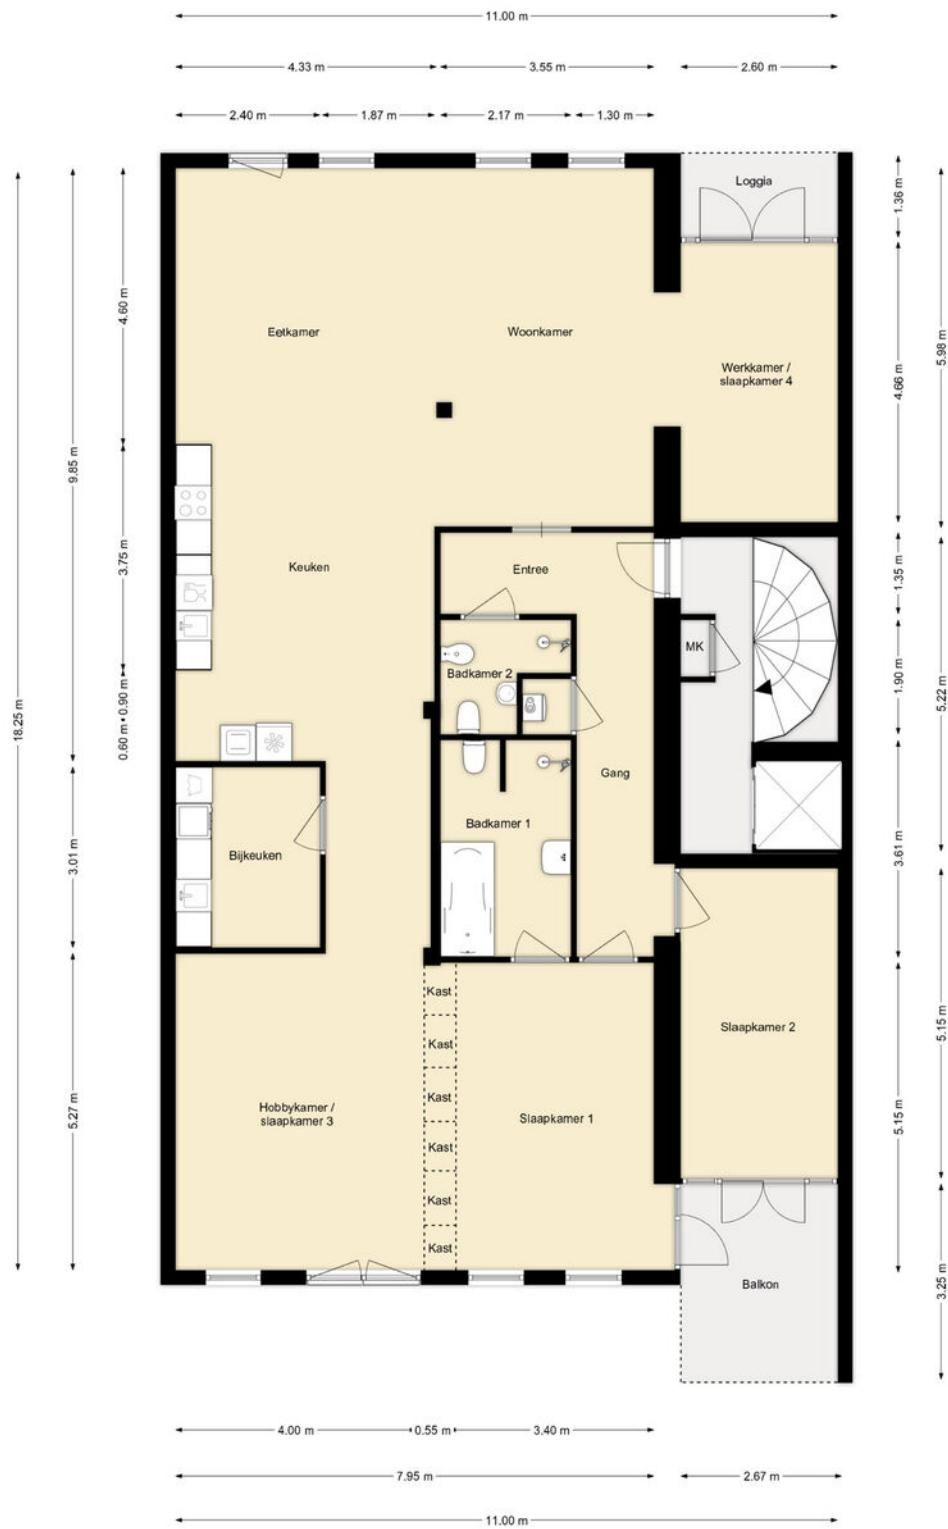 11.00 m
4.33 m
3.55 m
2.60 m
2.40 m
1.87 m
2.17 m
1.30 m
Loggia
1.36 m
4.60 m
Eetkamer
Woonkamer
5.98 m
Werkkamer /
slaapkamer 4
4.66 m
9.85 m
3.75 m
Keuken
Entree
1.35 m
18.25 m
MK
Badkamer 2
1.90 m
5.22 m
0.60 m
0.90 m
Gang
Badkamer 1
3.01 m
Bijkeuken
3.61 m
Kast
Kast
Kast
Kast
Kast
Kast
Slaapkamer 2
5.15 m
5.27 m
Hobbykamer /
slaapkamer 3
Slaapkamer 1
5.15 m
Balkon
3.25 m
4.00 m
0.55 m
3.40 m
7.95 m
2.67 m
11.00 m